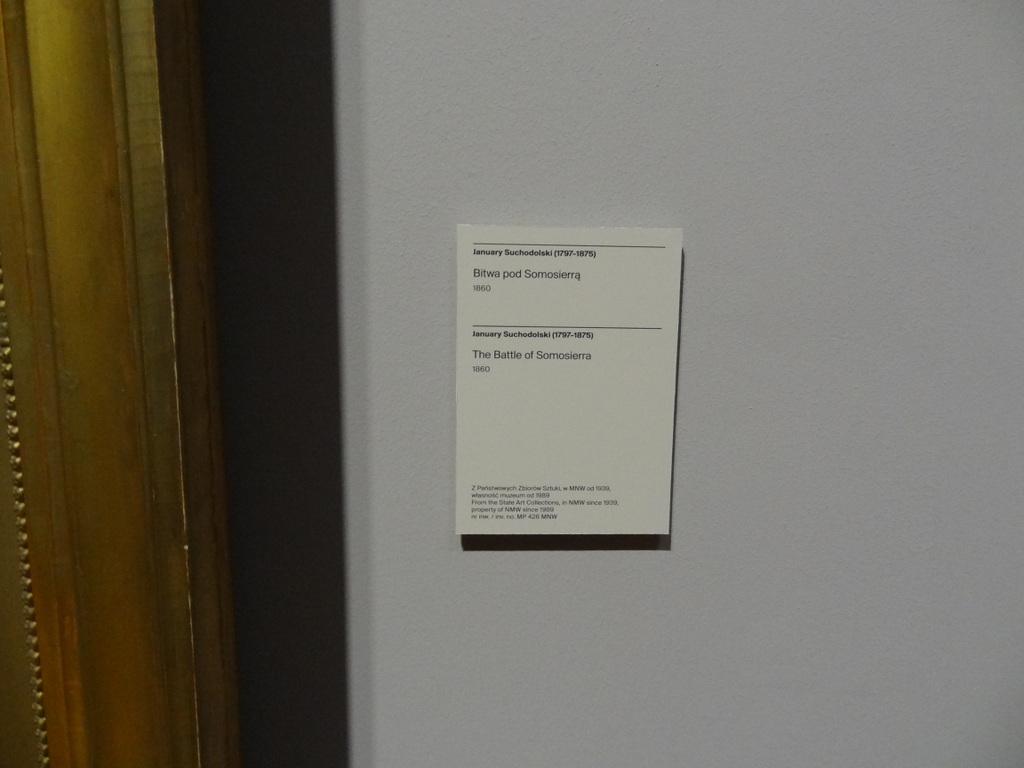 January Suchodolski (1797–1875)
Bitwa pod Somosierrą
1860
January Suchodolski (1797–1875)
The Battle of Somosierra
1860
Z Państwowych Zbiorów Sztuki, w MNW od 1939,
własność muzeum od 1989
From the State Art Collections, in NMW since 1939,
property of NMW since 1989
nr inw. / inv. no. MP 426 MNW